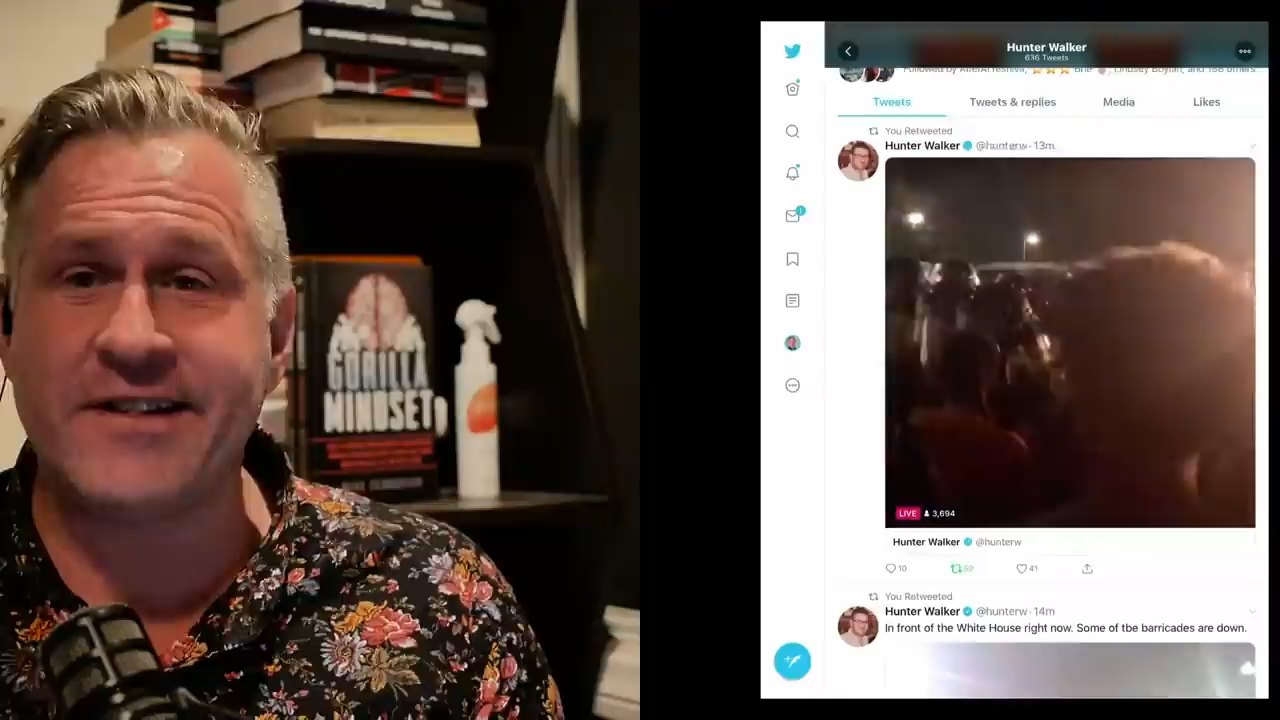 GORILLA
MINDSET
Hunter Walker
636 Tweets
Tweets
Tweets & replies
Media
Likes
You Retweeted
Hunter Walker @hunterw · 13m
LIVE 3,694
Hunter Walker @hunterw
10
59
41
You Retweeted
Hunter Walker @hunterw · 14m
In front of the White House right now. Some of tbe barricades are down.
1